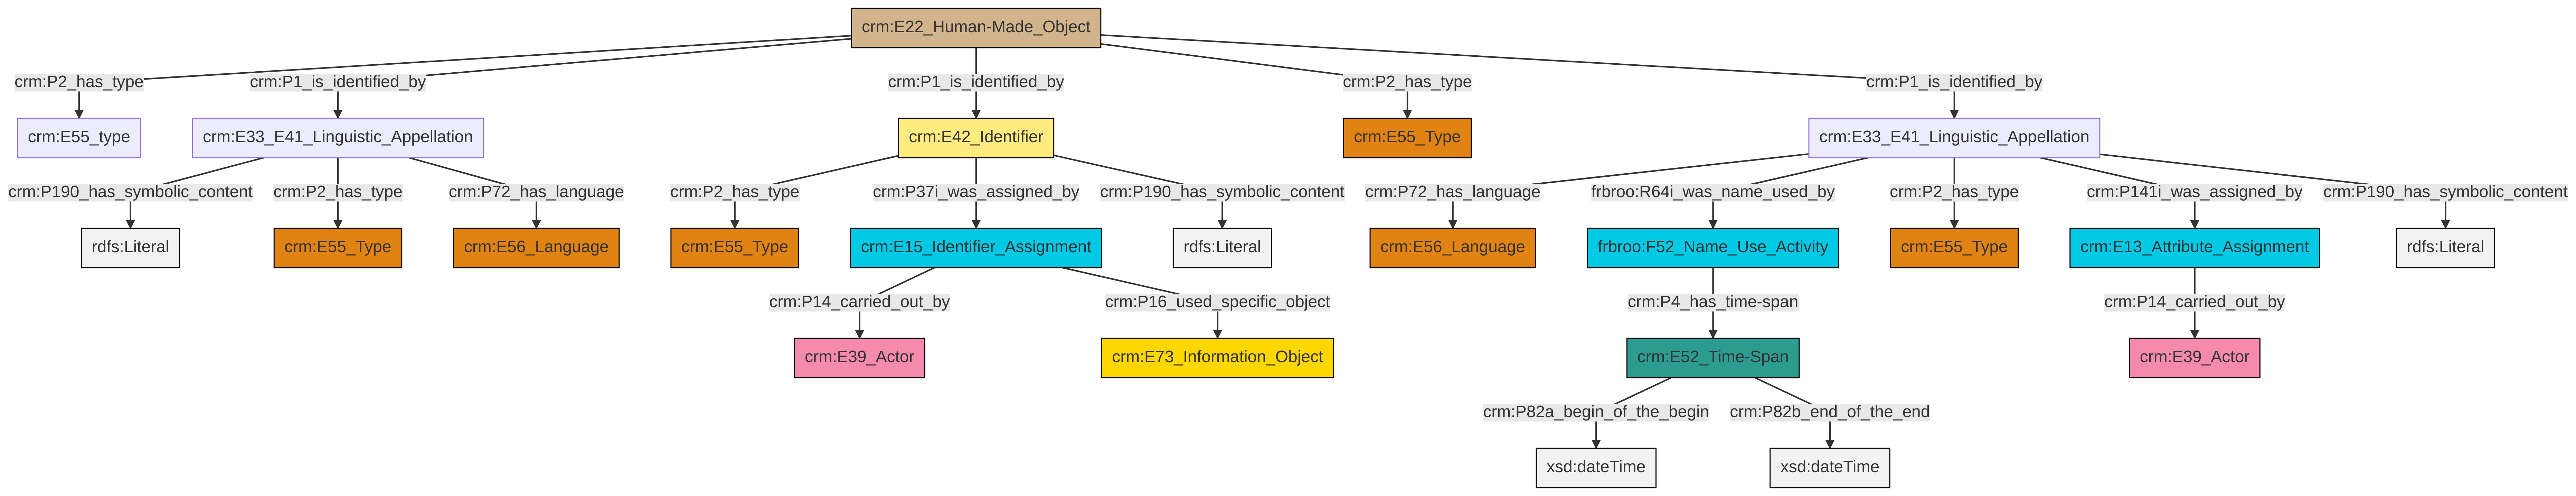 crm:E22_Human-Made_Object
crm:P2_has_type
crm:P1_is_identified_by
crm:P1_is_identified_by
crm:P2_has_type
crm:P1_is_identified_by
crm:E55_type
crm:E33_E41_Linguistic_Appellation
crm:E42_Identifier
crm:E55_Type
crm:E33_E41_Linguistic_Appellation
crm:P190_has_symbolic_content
crm:P2_has_type
crm:P72_has_language
crm:P2_has_type
crm:P37i_was_assigned_by
crm:P190_has_symbolic_content
crm:P72_has_language
frbroo:R64i_was_name_used_by
crm:P2_has_type
crm:P141i_was_assigned_by
crm:P190_has_symbolic_content
rdfs:Literal
crm:E55_Type
crm:E56_Language
crm:E55_Type
crm:E15_Identifier_Assignment
rdfs:Literal
crm:E56_Language
frbroo:F52_Name_Use_Activity
crm:E55_Type
crm:E13_Attribute_Assignment
rdfs:Literal
crm:P14_carried_out_by
crm:P16_used_specific_object
crm:P4_has_time-span
crm:P14_carried_out_by
crm:E39_Actor
crm:E73_Information_Object
crm:E52_Time-Span
crm:E39_Actor
crm:P82a_begin_of_the_begin
crm:P82b_end_of_the_end
xsd:dateTime
xsd:dateTime